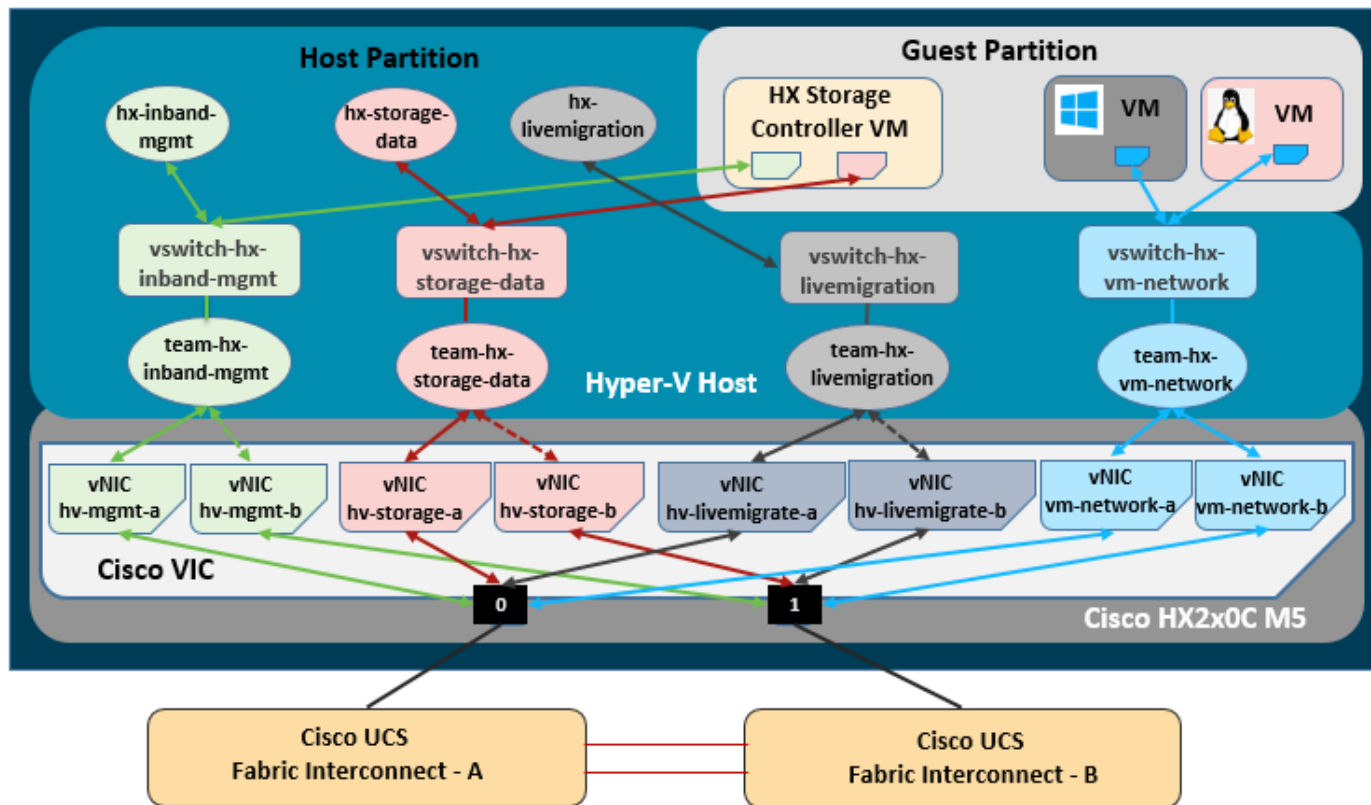 Host Partition
Guest Partition
hx-inband-
mgmt
hx-storage-
data
hx-
livemigration
HX Storage
Controller VM
VM
VM
vswitch-hx-
inband-mgmt
vswitch-hx-
storage-data
vswitch-hx-
livemigration
vswitch-hx-
vm-network
team-hx-
inband-mgmt
team-hx-
storage-data
team-hx-
livemigration
team-hx-
vm-network
Hyper-V Host
vNIC
hv-mgmt-a
vNIC
hv-mgmt-b
vNIC
hv-storage-a
vNIC
hv-storage-b
vNIC
hv-livemigrate-a
vNIC
hv-livemigrate-b
vNIC
vm-network-a
vNIC
vm-network-b
Cisco VIC
0
1
Cisco HX2x0C M5
Cisco UCS
Fabric Interconnect - A
Cisco UCS
Fabric Interconnect - B